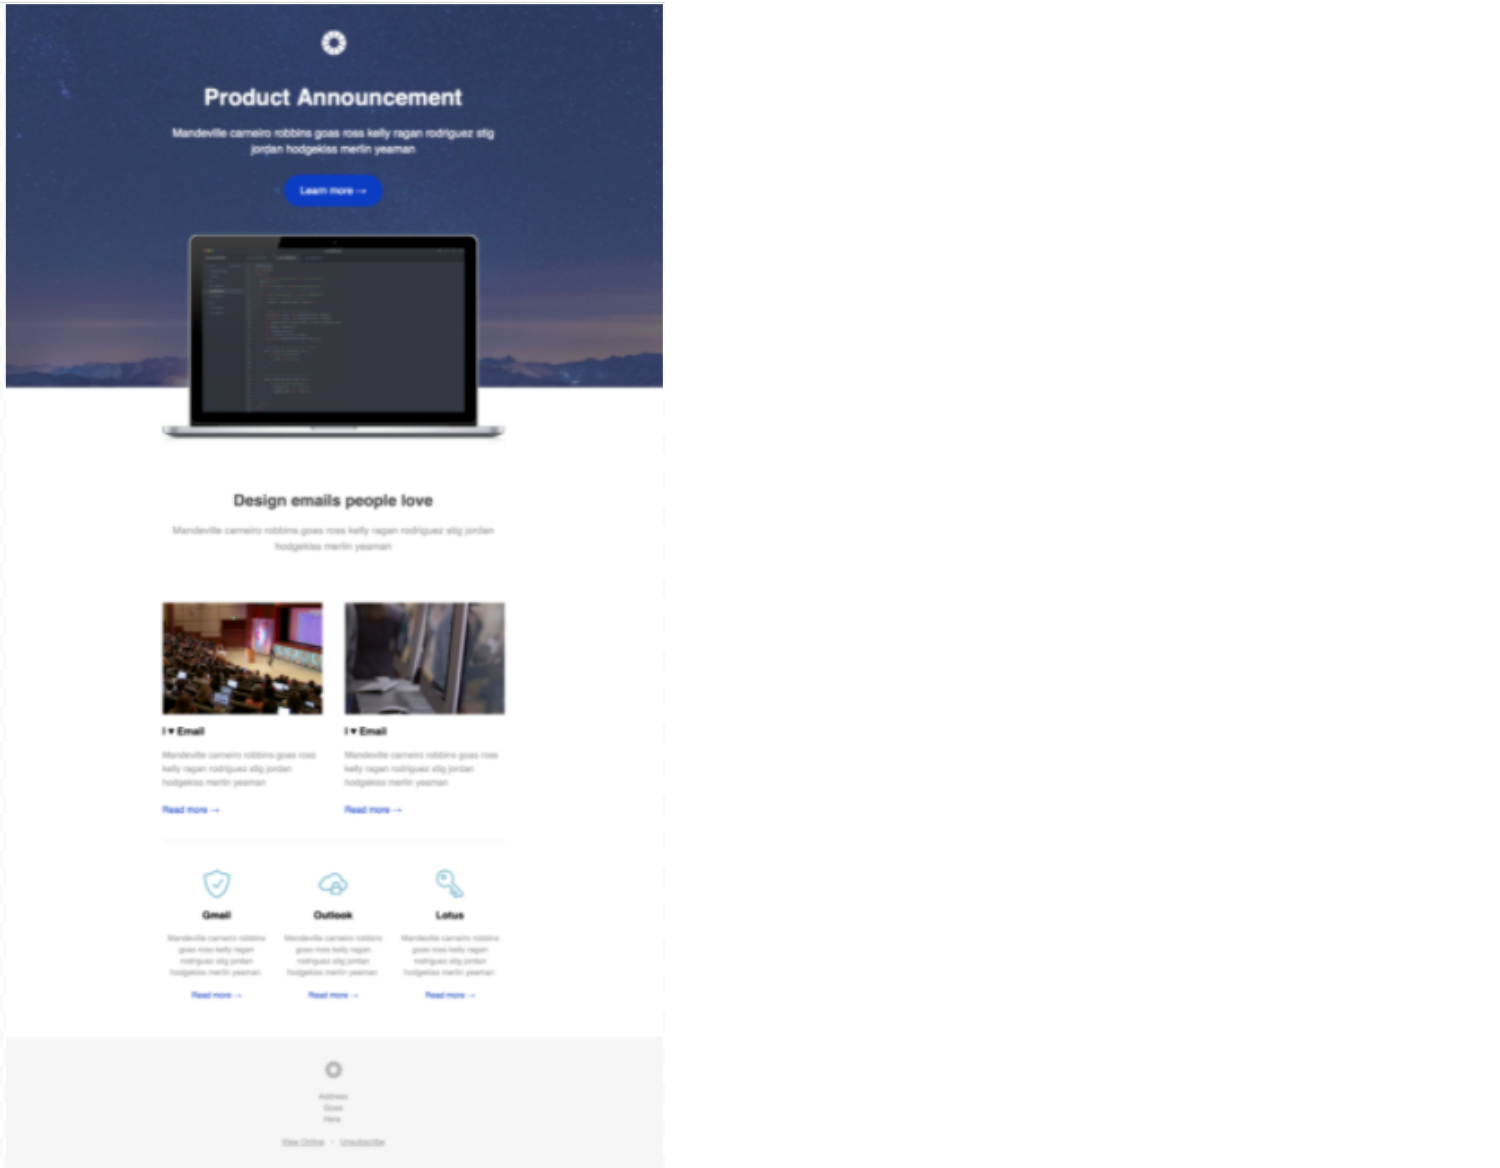 Product Announcement
Mandeville carneiro robbins goas ross kelly ragan rodriguez stig
jordan hodgekiss merlin yeaman
Learn more →
Design emails people love
Mandeville carneiro robbins goas ross kelly ragan rodriguez stig jordan
hodgekiss merlin yeaman
I ♥ Email
Mandeville carneiro robbins goas ross
kelly ragan rodriguez stig jordan
hodgekiss merlin yeaman
Read more →
I ♥ Email
Mandeville carneiro robbins goas ross
kelly ragan rodriguez stig jordan
hodgekiss merlin yeaman
Read more →
Gmail
Mandeville carneiro robbins
goas ross kelly ragan
rodriguez stig jordan
hodgekiss merlin yeaman
Read more →
Outlook
Mandeville carneiro robbins
goas ross kelly ragan
rodriguez stig jordan
hodgekiss merlin yeaman
Read more →
Lotus
Mandeville carneiro robbins
goas ross kelly ragan
rodriguez stig jordan
hodgekiss merlin yeaman
Read more →
Address
Goes
Here
View Online • Unsubscribe